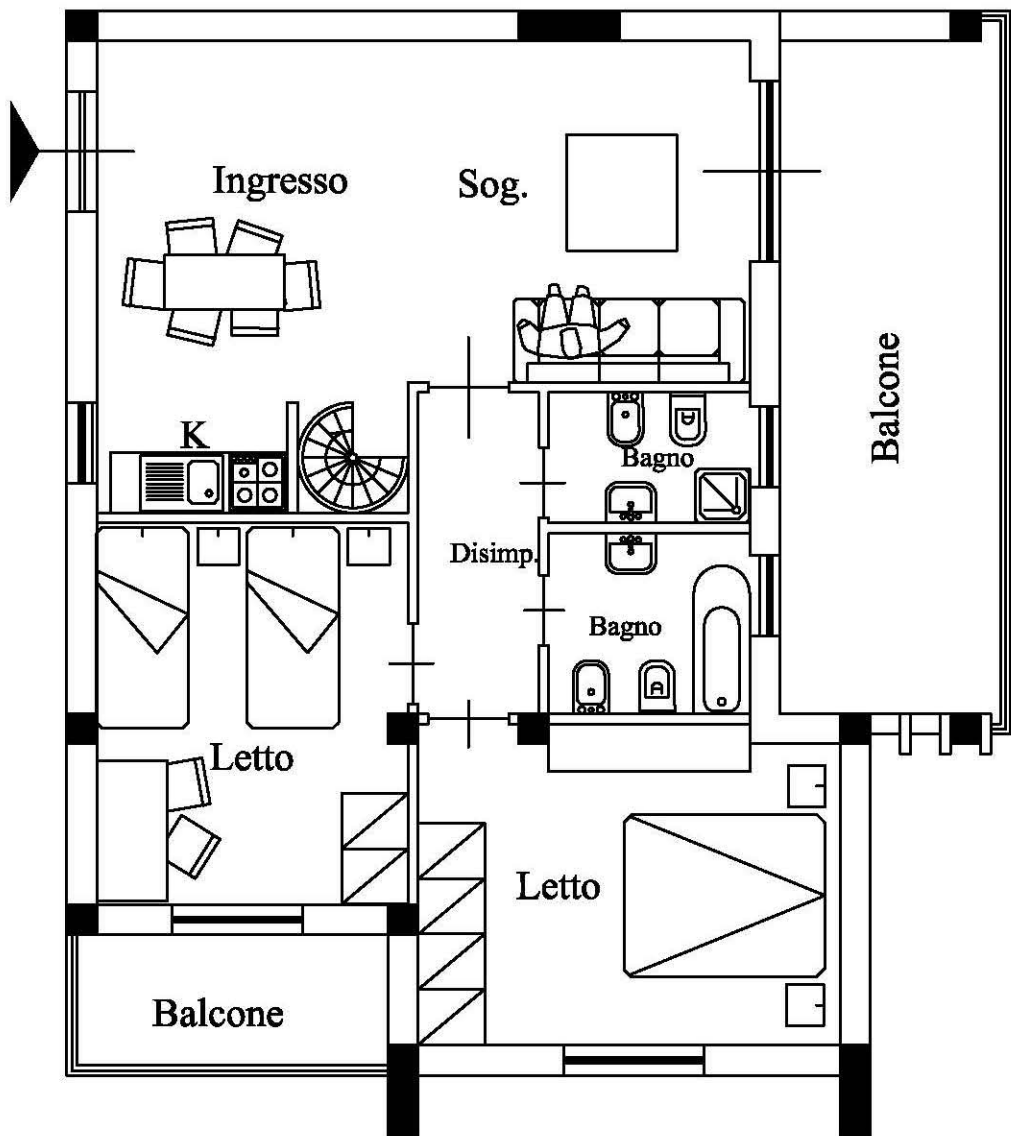 Ingresso
Sog.
Balcone
K
Bagno
Disimp.
Bagno
Letto
Letto
Balcone